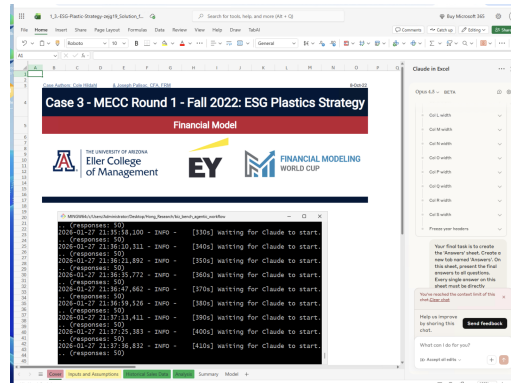 1_3.-ESG-Plastic-Strategy-oeyg19_Solution_f...
Search for tools, help, and more (Alt + Q)
Buy Microsoft 365
File Home Insert Share Page Layout Formulas Data Review View Help Draw TabAI
Comments Catch up Editing Share
Roboto 10 B General
A1
A B C D E F G H I J K L M N O P Q
Case Authors: Cole & Joseph Pellasc, CFA, FRM 8-Oct-22
Case 3 - MECC Round 1 - Fall 2022: ESG Plastics Strategy
Financial Model
THE UNIVERSITY OF ARIZONA
Eller College
of Management
EY
FINANCIAL MODELING
WORLD CUP
MINGW64:/c/Users/Administrator/Desktop/Hong_Research/biz_bench_agents_workflow
.. (responses: 50)
2026-01-27 21:35:58,100 - INFO - [330s] Waiting for Claude to start.
.. (responses: 50)
2026-01-27 21:36:10,311 - INFO - [340s] Waiting for Claude to start.
.. (responses: 50)
2026-01-27 21:36:21,892 - INFO - [350s] Waiting for Claude to start.
.. (responses: 50)
2026-01-27 21:36:35,772 - INFO - [360s] Waiting for Claude to start.
.. (responses: 50)
2026-01-27 21:36:47,662 - INFO - [370s] Waiting for Claude to start.
.. (responses: 50)
2026-01-27 21:36:59,526 - INFO - [380s] Waiting for Claude to start.
.. (responses: 50)
2026-01-27 21:37:13,411 - INFO - [390s] Waiting for Claude to start.
.. (responses: 50)
2026-01-27 21:37:25,383 - INFO - [400s] Waiting for Claude to start.
.. (responses: 50)
2026-01-27 21:37:36,832 - INFO - [410s] Waiting for Claude to start.
.. (responses: 50)
Cover Inputs and Assumptions Historical Sales Data Analysis Summary Model +
Claude in Excel
Opus 4.5 BETA
Col L width
Col M width
Col N width
Col O width
Col P width
Col Q width
Col R width
Col S width
Freeze year headers
Your final task is to create
the 'Answers' sheet. Create a
new tab named 'Answers'. On
this sheet, present the final
answers to all questions.
Every single answer on this
sheet must be directly
You've reached the context limit of this
chat. Clear chat
Help us improve
by sharing this
chat.
Send feedback
What can I do for you?
Accept all edits